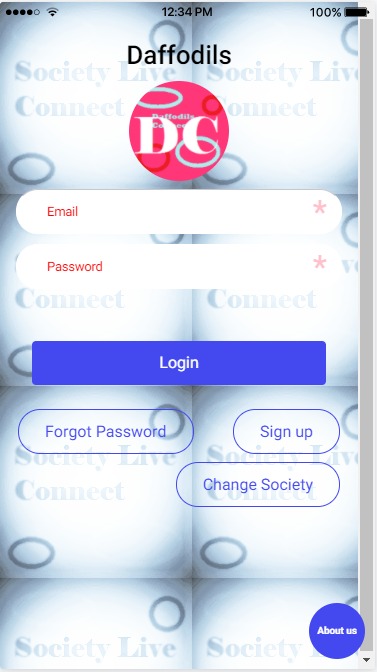 12:34 PM 100%
Daffodils
Society Live
Connect
Daffodils
Connect
DC
Email *
Password *
Connect Connect
Login
Forgot Password Sign up
Society Live Society Live
Connect
Change Society
About us
Society Live Society Live